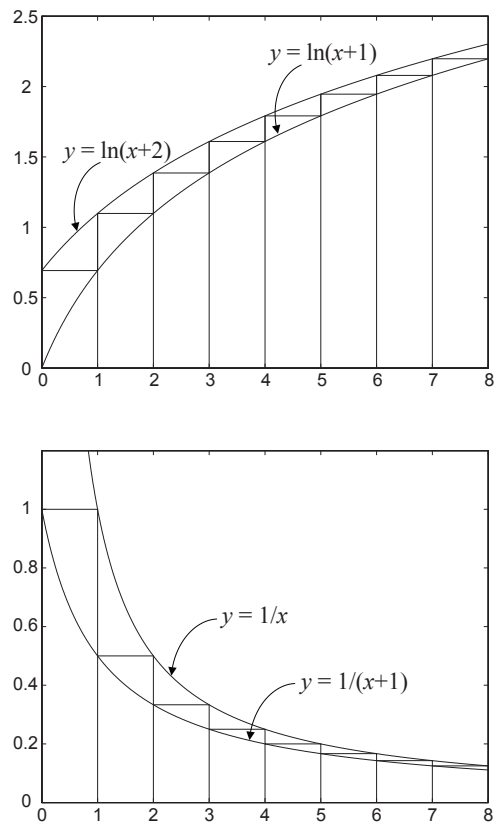 2.5
y = ln(x+1)
2
y = ln(x+2)
1.5
1
0.5
0
0 1 2 3 4 5 6 7 8
1
0.8
y = 1/x
0.6
y = 1/(x+1)
0.4
0.2
0
0 1 2 3 4 5 6 7 8